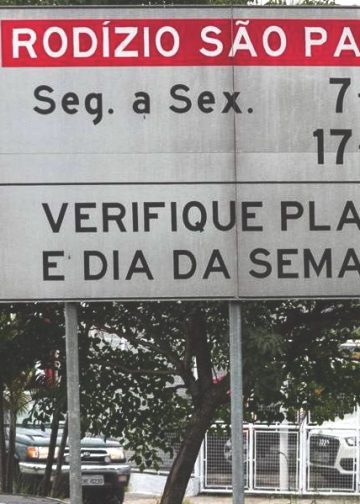 RODÍZIO SÃO PA
Seg. a Sex. 7-
17-
VERIFIQUE PLA
E DIA DA SEMA